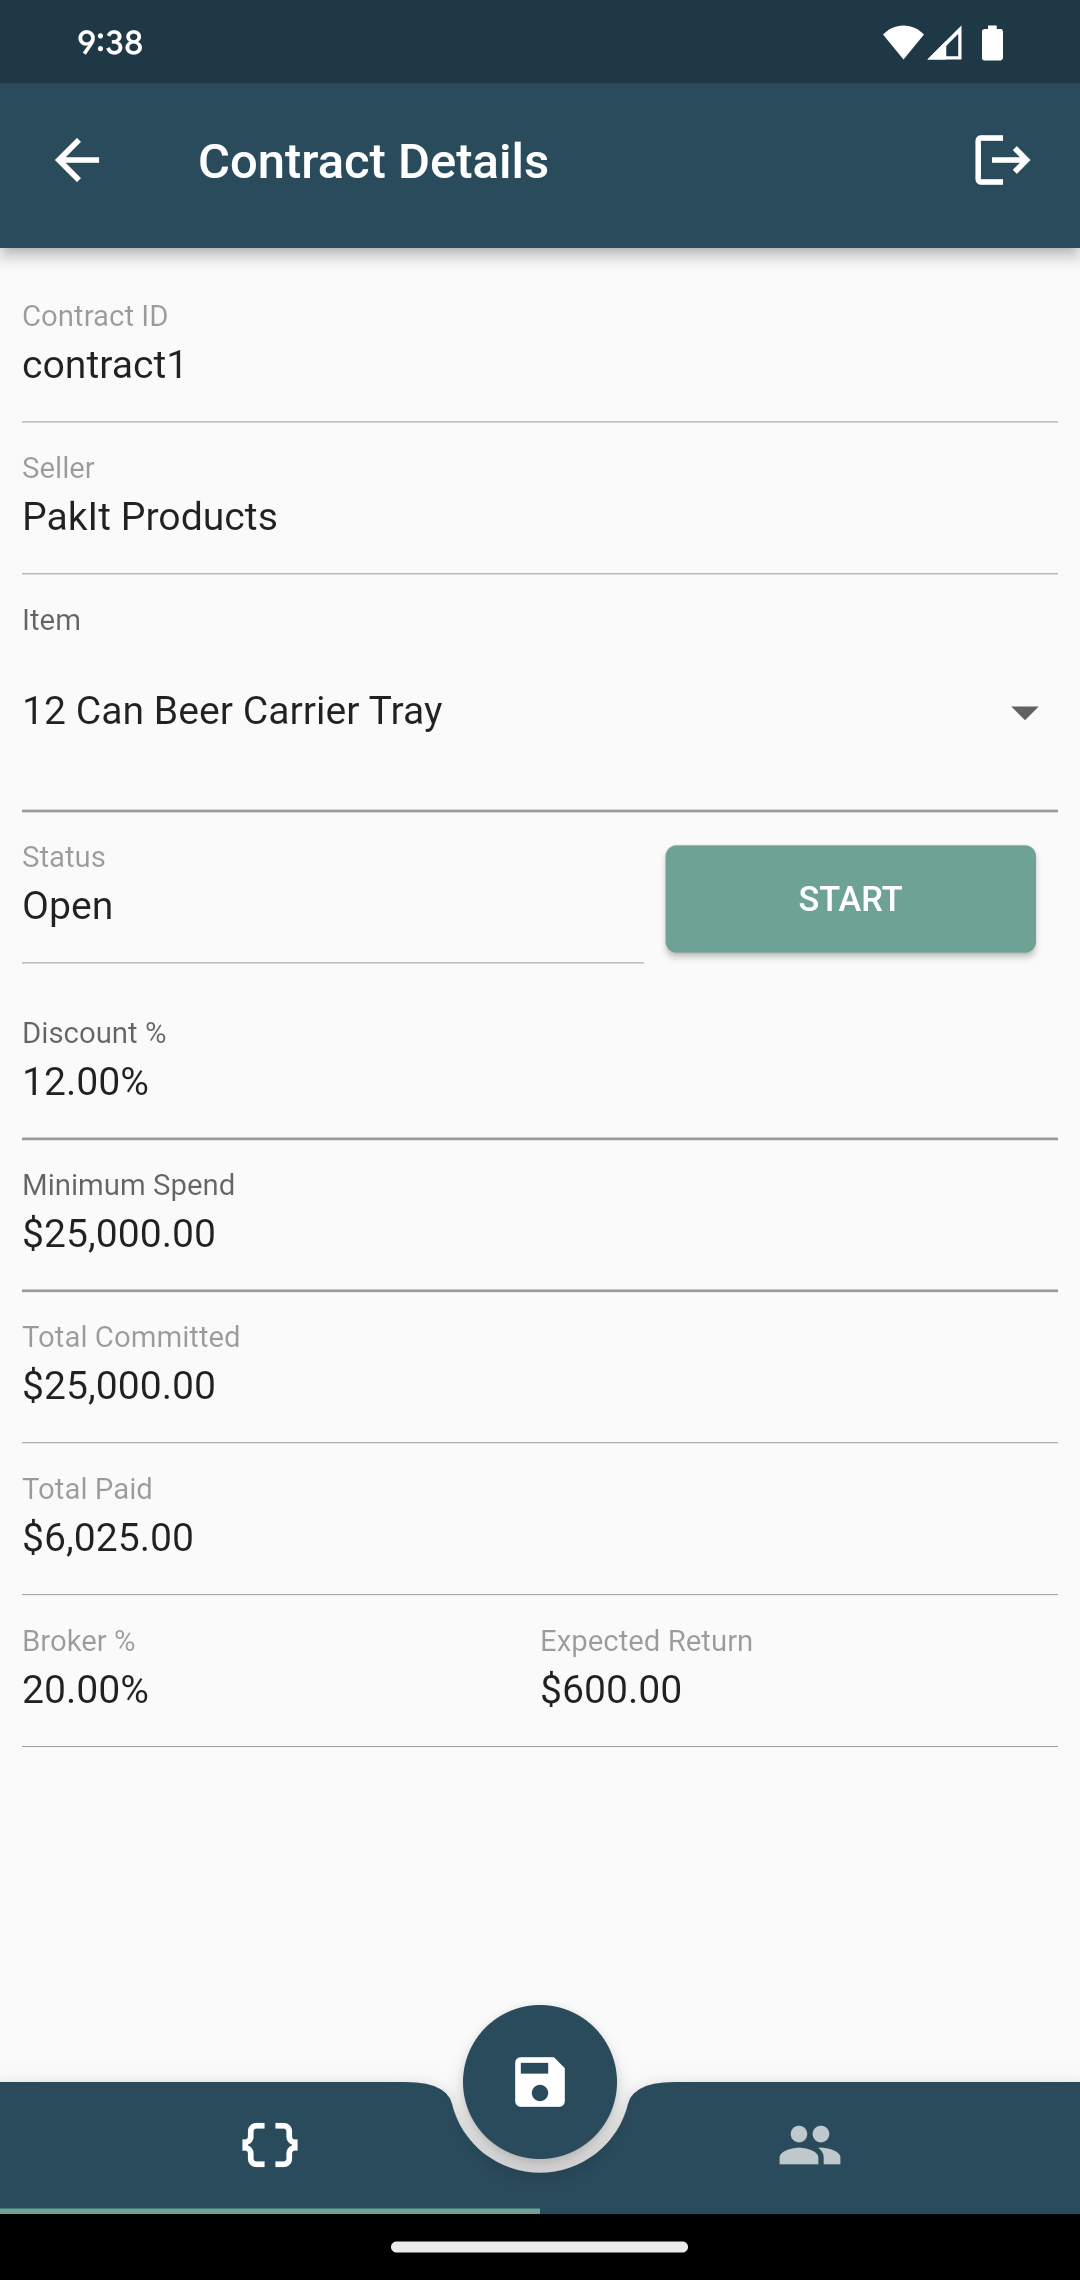 9:38
Contract Details
Contract ID
contract1
Seller
PakIt Products
Item
12 Can Beer Carrier Tray
Status
Open
START
Discount %
12.00%
Minimum Spend
$25,000.00
Total Committed
$25,000.00
Total Paid
$6,025.00
Broker % Expected Return
20.00% $600.00